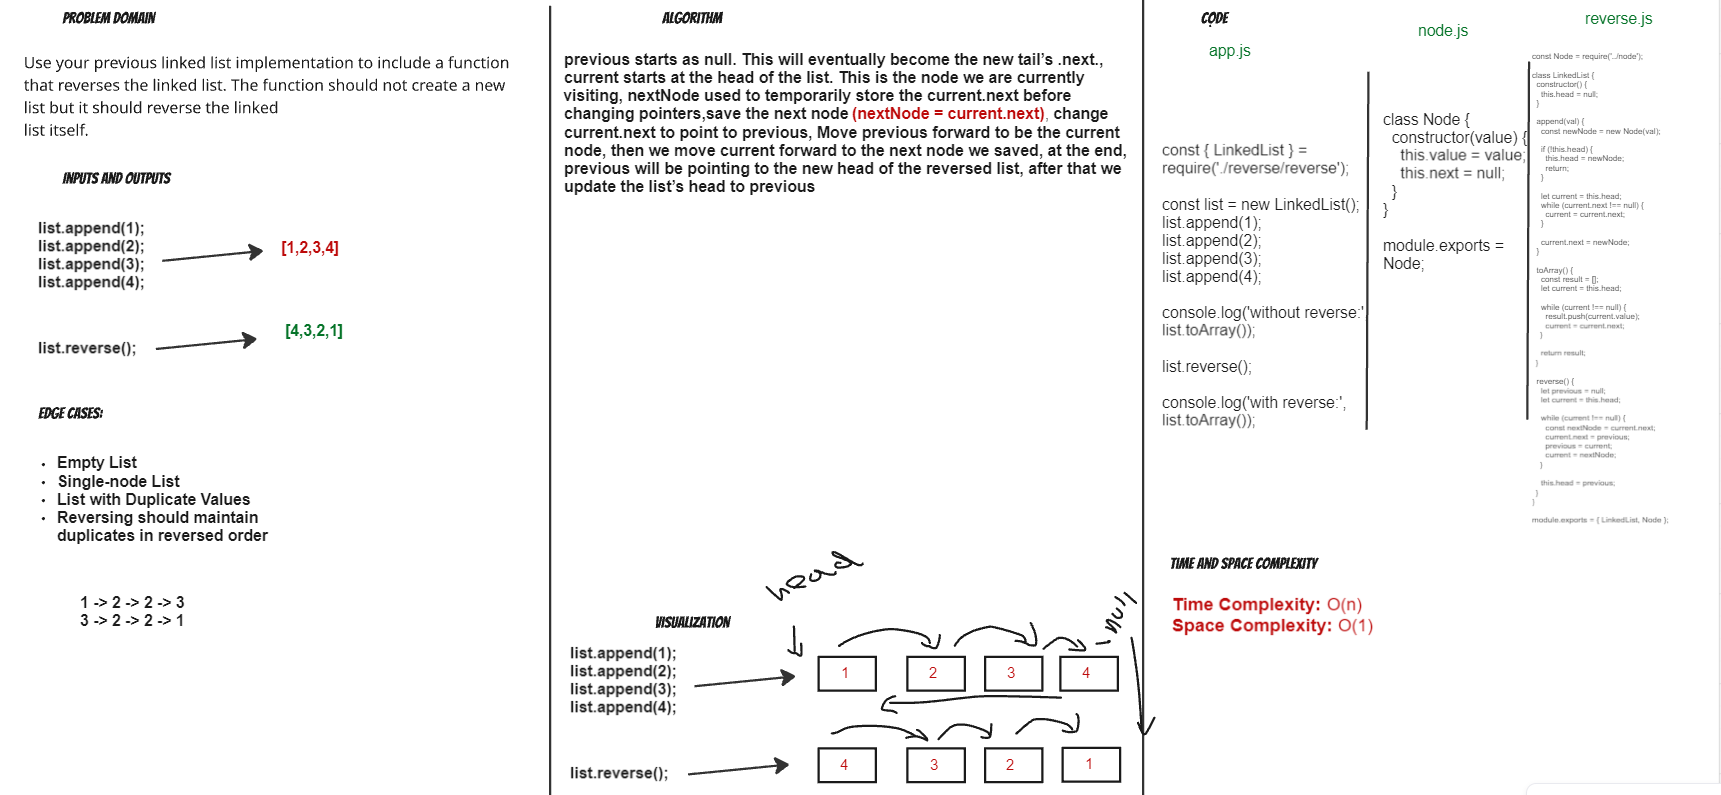 PROBLEM DOMAIN
Use your previous linked list implementation to include a function
that reverses the linked list. The function should not create a new
list but it should reverse the linked
list itself.
INPUTS AND OUTPUTS
list.append(1);
list.append(2);
list.append(3);
list.append(4);
[1,2,3,4]
list.reverse();
[4,3,2,1]
EDGE CASES:
• Empty List
• Single-node List
• List with Duplicate Values
• Reversing should maintain
duplicates in reversed order
1 -> 2 -> 2 -> 3
3 -> 2 -> 2 -> 1
ALGORITHM
previous starts as null. This will eventually become the new tail's .next.,
current starts at the head of the list. This is the node we are currently
visiting, nextNode used to temporarily store the current.next before
changing pointers,save the next node (nextNode = current.next), change
current.next to point to previous, Move previous forward to be the current
node, then we move current forward to the next node we saved, at the end,
previous will be pointing to the new head of the reversed list, after that we
update the list's head to previous
VISUALIZATION
head
null
list.append(1);
list.append(2);
list.append(3);
list.append(4);
1
2
3
4
list.reverse();
4
3
2
1
CODE
app.js
const { LinkedList } =
require('./reverse/reverse');
const list = new LinkedList();
list.append(1);
list.append(2);
list.append(3);
list.append(4);
console.log('without reverse:'
list.toArray());
list.reverse();
console.log('with reverse:',
list.toArray());
node.js
class Node {
constructor(value) {
this.value = value;
this.next = null;
}
}
module.exports =
Node;
reverse.js
const Node = require('../node');
class LinkedList {
constructor() {
this.head = null;
}
append(val) {
const newNode = new Node(val);
if (!this.head) {
this.head = newNode;
return;
}
let current = this.head;
while (current.next !== null) {
current = current.next;
}
current.next = newNode;
}
toArray() {
const result = [];
let current = this.head;
while (current !== null) {
result.push(current.value);
current = current.next;
}
return result;
}
reverse() {
let previous = null;
let current = this.head;
while (current !== null) {
const nextNode = current.next;
current.next = previous;
previous = current;
current = nextNode;
}
this.head = previous;
}
}
module.exports = { LinkedList, Node };
TIME AND SPACE COMPLEXITY
Time Complexity: O(n)
Space Complexity: O(1)